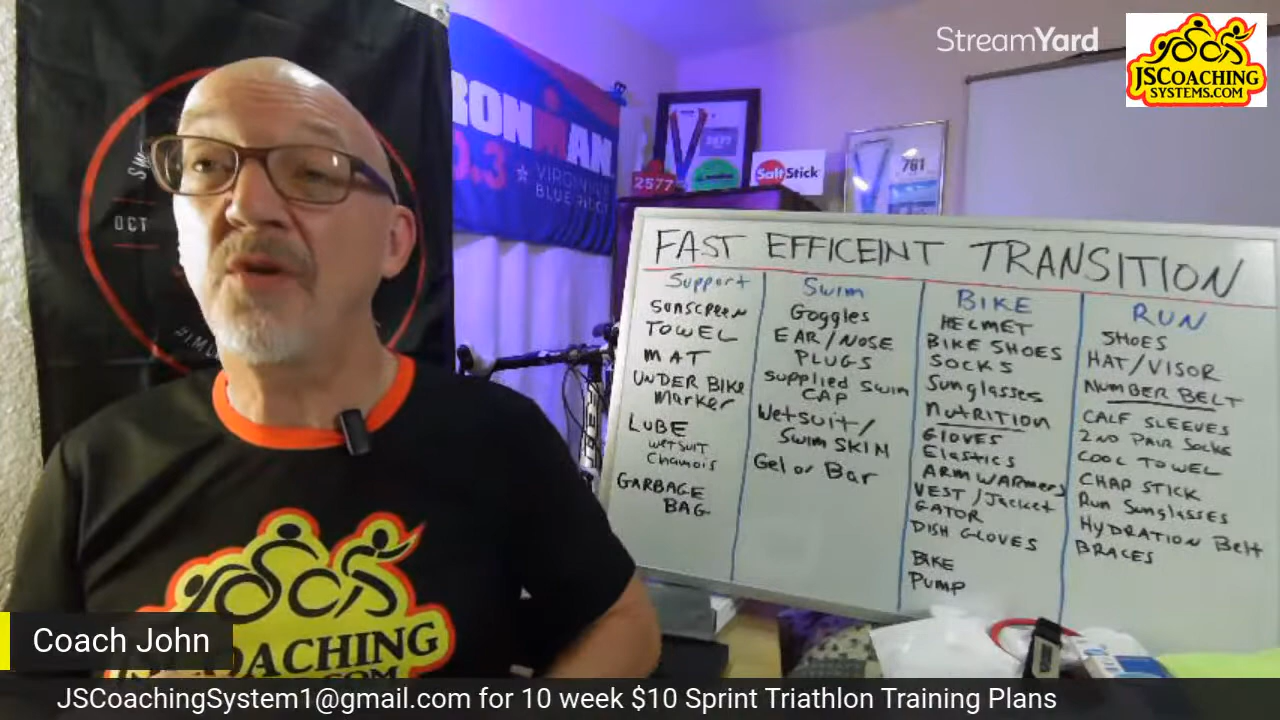 StreamYard
JSCOACHING
SYSTEMS.COM
OCT
IRONMAN
0.3
VIRGINI
BLUE RIDGE
2577
SaltStick
781
FAST EFFICEINT TRANSITION
Support
SUNSCREEN
TOWEL
MAT
UNDER BIKE
MARKER
LUBE
WETSUIT
Chamois
GARBAGE
BAG
Swim
Goggles
EAR/NOSE
PLUGS
Supplied Swim
CAP
Wetsuit/
Swim SKIN
Gel or Bar
BIKE
HELMET
BIKE SHOES
SOCKS
Sunglasses
NUTRITION
GLOVES
Elastics
ARM WARMERS
VEST/Jacket
GATOR
DISH GLOVES
BIKE
PUMP
RUN
SHOES
HAT/VISOR
NUMBER BELT
CALF SLEEVES
2ND PAIR SOCKS
COOL TOWEL
CHAP STICK
Run Sunglasses
HYDRATION Belt
BRACES
COACHING
Coach John
JSCoachingSystem1@gmail.com for 10 week $10 Sprint Triathlon Training Plans